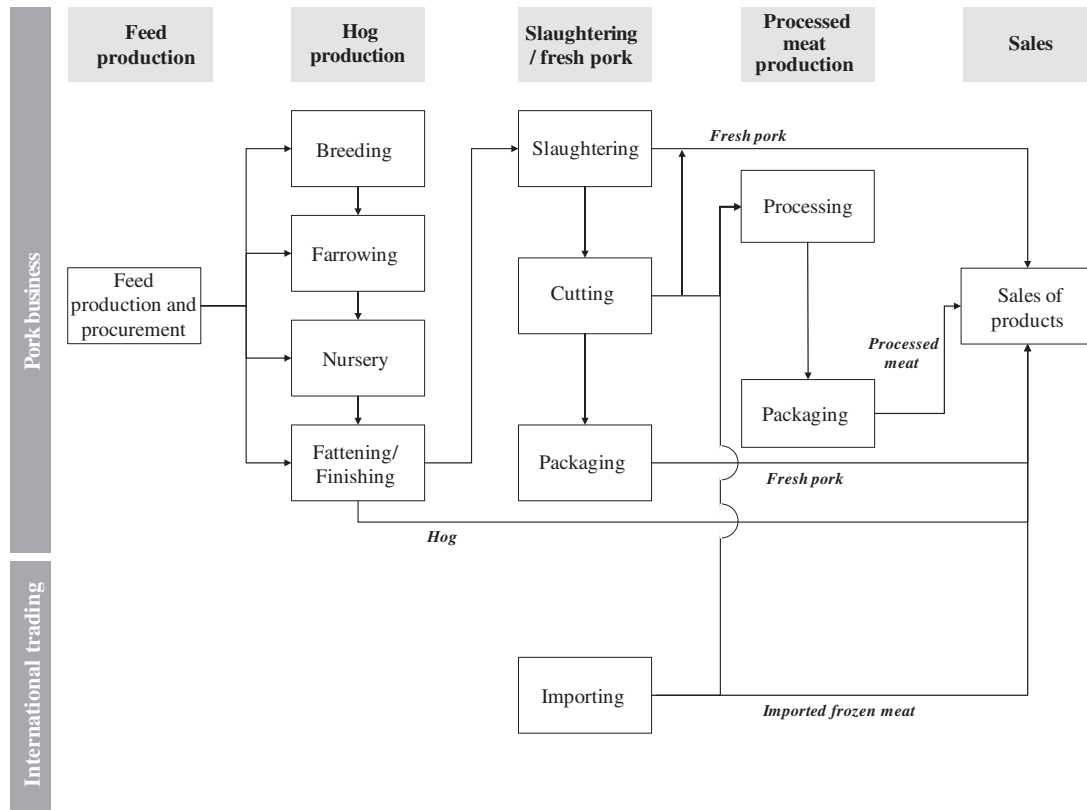 Feed
production
Hog
production
Slaughtering
/ fresh pork
Processed
meat
production
Sales
Pork business
Breeding
Farrowing
Nursery
Fattening/
Finishing
Feed
production and
procurement
Slaughtering
Cutting
Packaging
Fresh pork
Processing
Packaging
Processed
meat
Sales of
products
Fresh pork
Hog
International trading
Importing
Imported frozen meat